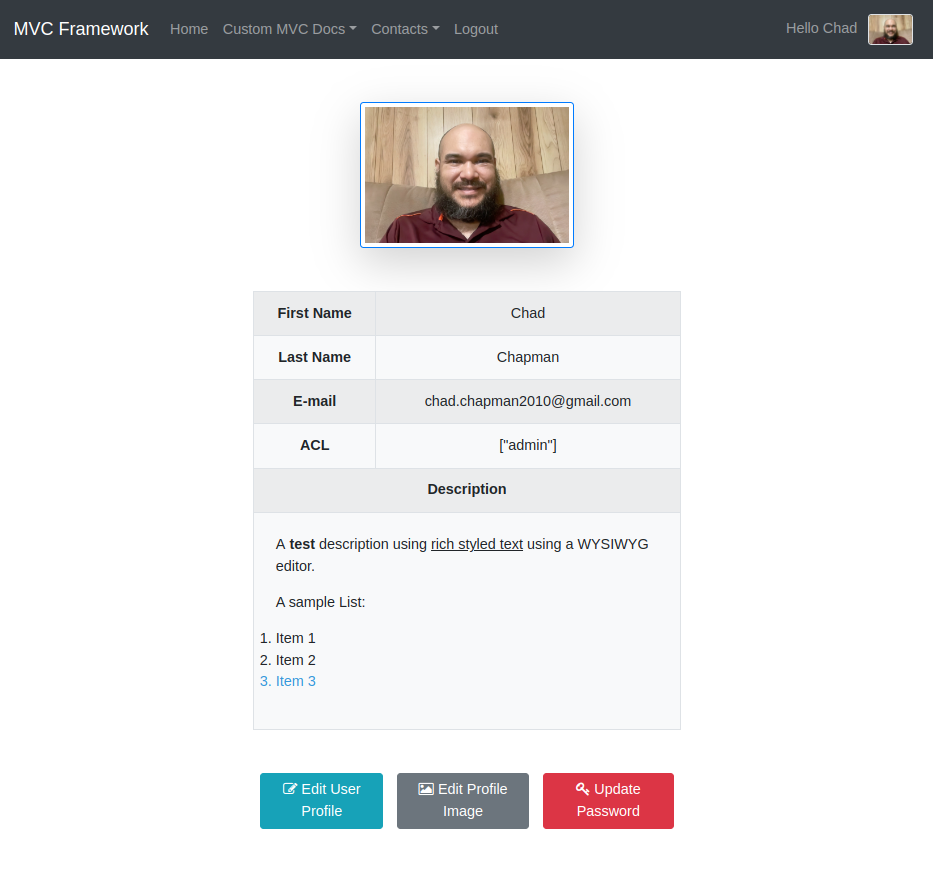 MVC Framework Home Custom MVC Docs Contacts Logout Hello Chad
First Name Chad
Last Name Chapman
E-mail chad.chapman2010@gmail.com
ACL ["admin"]
Description
A test description using rich styled text using a WYSIWYG
editor.
A sample List:
1. Item 1
2. Item 2
3. Item 3
Edit User
Profile
Edit Profile
Image
Update
Password